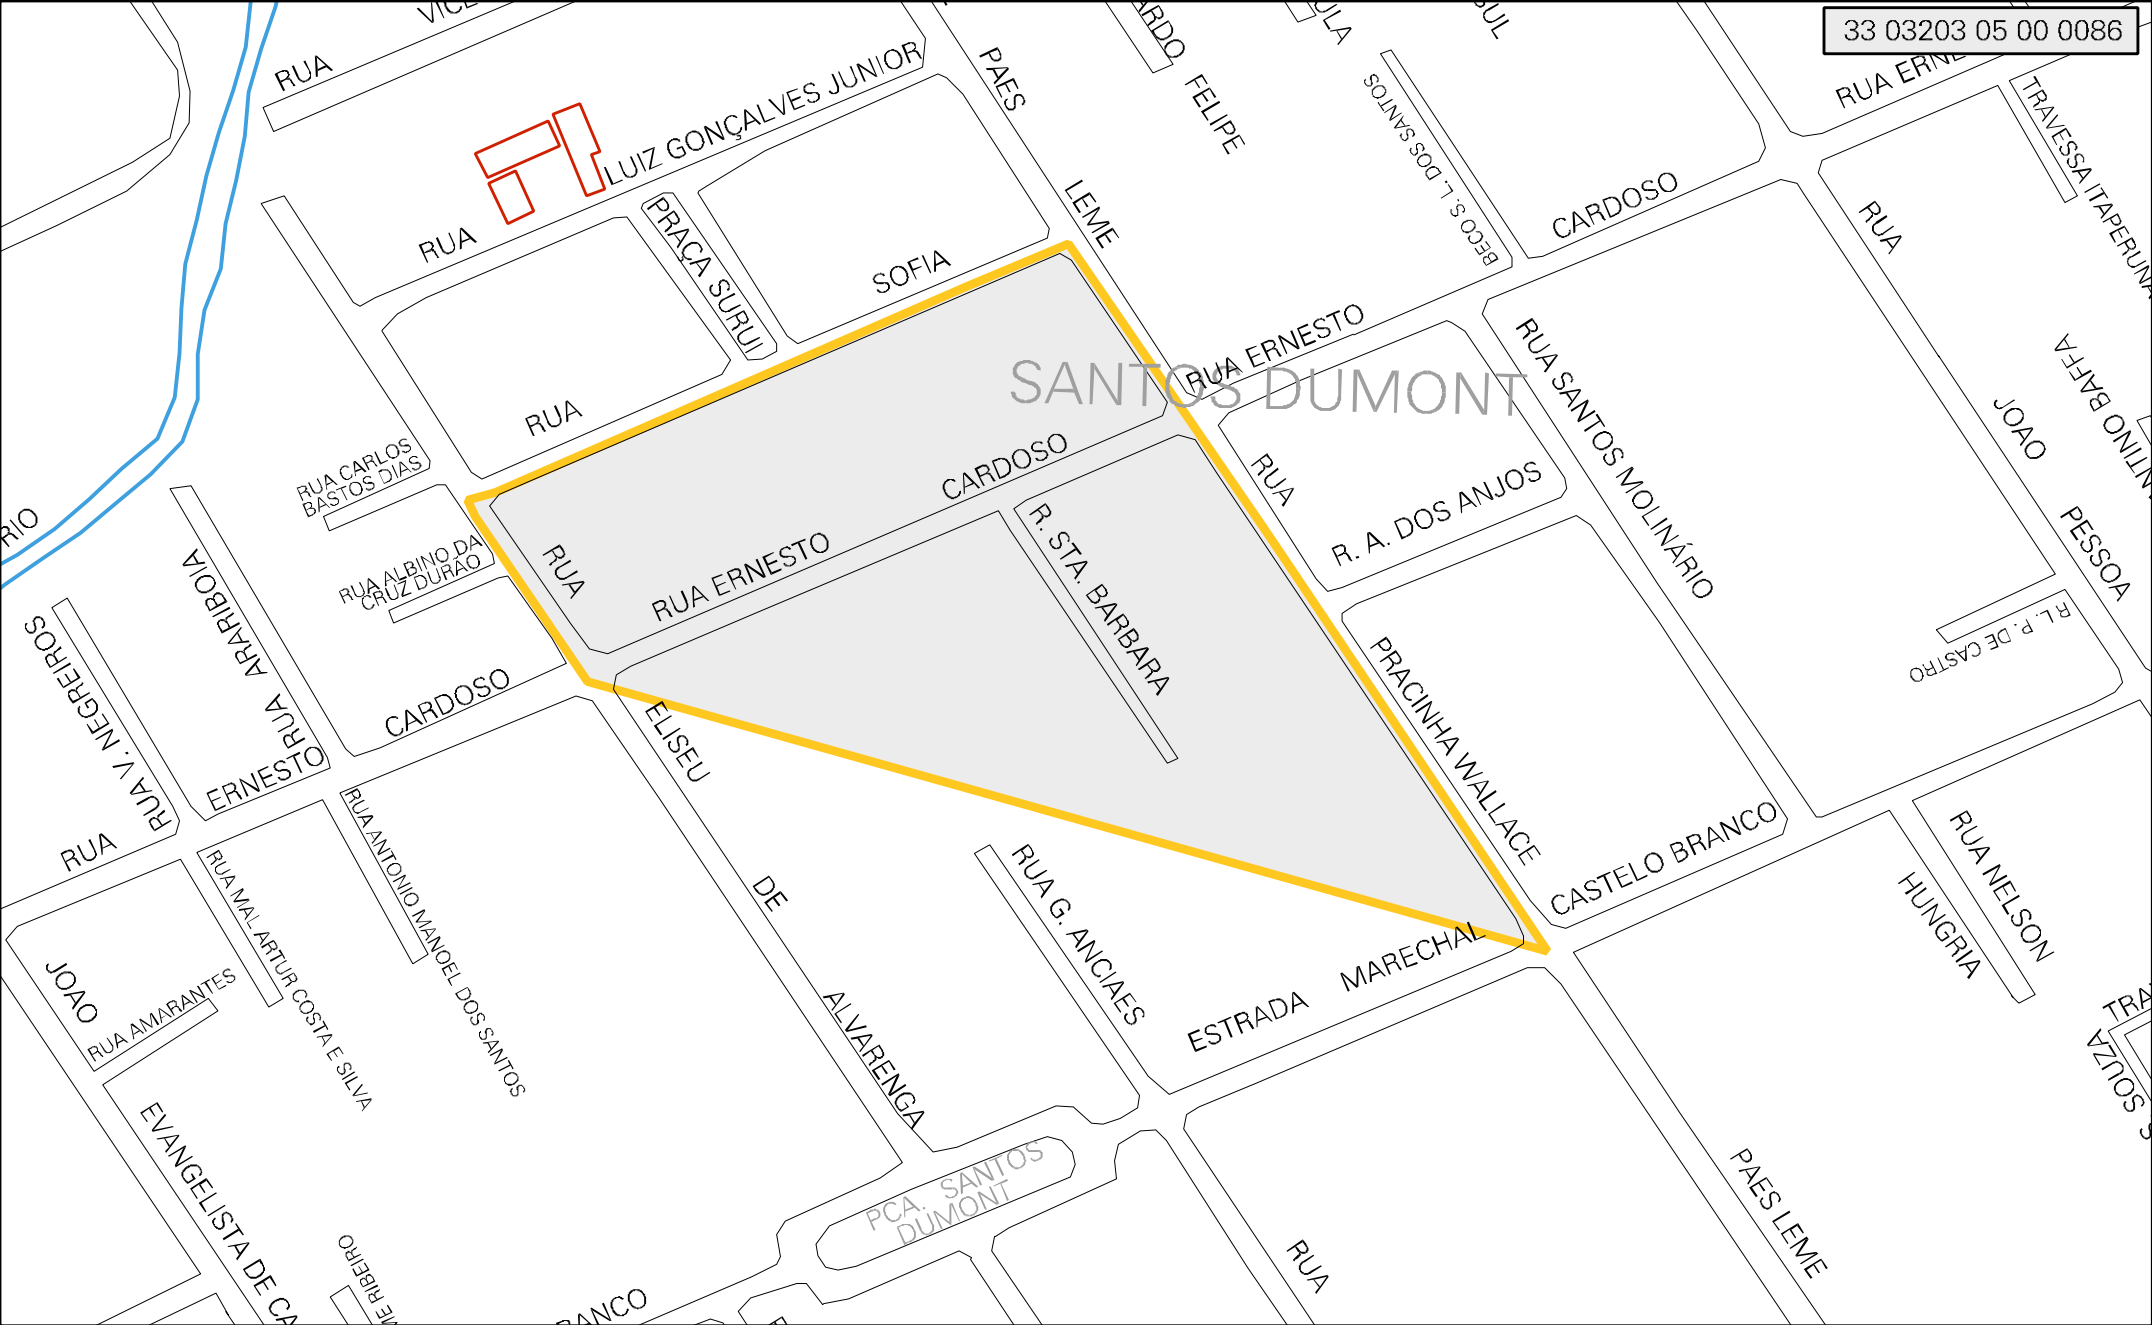 33 03203 05 00 0086
RUA
LUIZ GONÇALVES JUNIOR
RUA
PRAÇA SURUI
SOFIA
RUA
PAES
LEME
FELIPE
BECO S. L. DOS SANTOS
CARDOSO
RUA ERNESTO
TRAVESSA ITAPERUNA
RUA
JOAO
PESSOA
RUA SANTOS MOLINÁRIO
SANTOS DUMONT
RUA
R. A. DOS ANJOS
PRACINHA WALLACE
R L. P. DE CASTRO
RUA CARLOS
BASTOS DIAS
RUA ALBINO DA
CRUZ DURÃO
RIO
RUA
ELISEU
DE
ALVARENGA
RUA ERNESTO
CARDOSO
R. STA. BARBARA
RUA ARARIBOIA
RUA V. NEGREIROS
RUA
ERNESTO
CARDOSO
RUA ANTONIO MANOEL DOS SANTOS
RUA MAL ARTUR COSTA E SILVA
RUA AMARANTES
JOAO
EVANGELISTA DE CA
RUA G. ANCIAES
ESTRADA
MARECHAL
CASTELO BRANCO
RUA NELSON
HUNGRIA
PCA. SANTOS
DUMONT
RUA
PAES LEME
SOUZA
ME RIBEIRO
RANCO